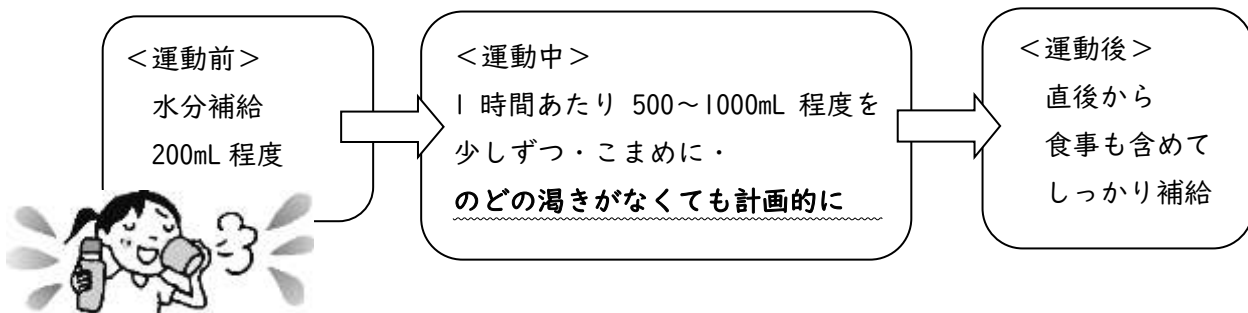 <運動前>
水分補給
200mL 程度
<運動中>
1 時間あたり 500~1000mL 程度を
少しずつ・こまめに・
のどの渇きがなくても計画的に
<運動後>
直後から
食事も含めて
しっかり補給